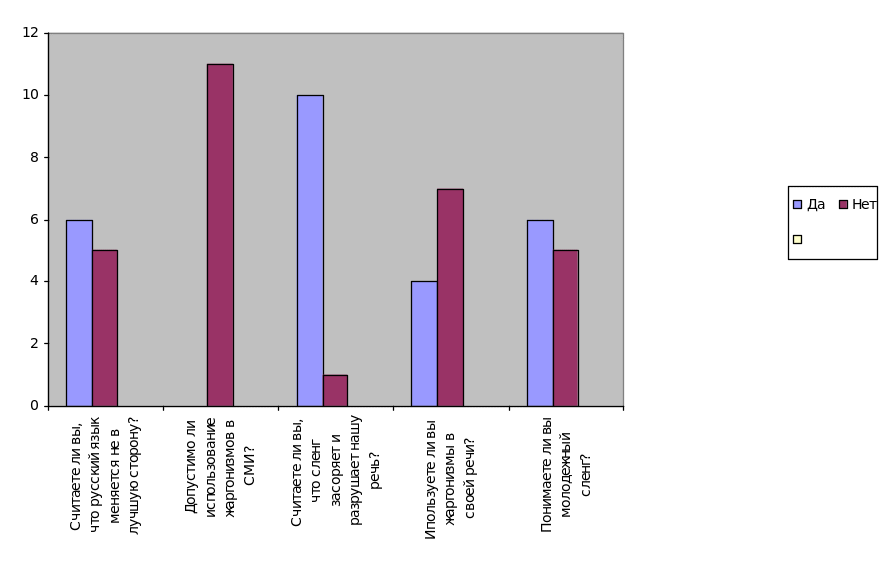 12
10
8
6
4
2
0
Считаете ли вы,
что русский язык
меняется не в
лучшую сторону?
Допустимо ли
использование
жаргонизмов в
СМИ?
Считаете ли вы,
что сленг
засоряет и
разрушает нашу
речь?
Ипользуете ли вы
жаргонизмы в
своей речи?
Понимаете ли вы
молодежный
сленг?
Да
Нет